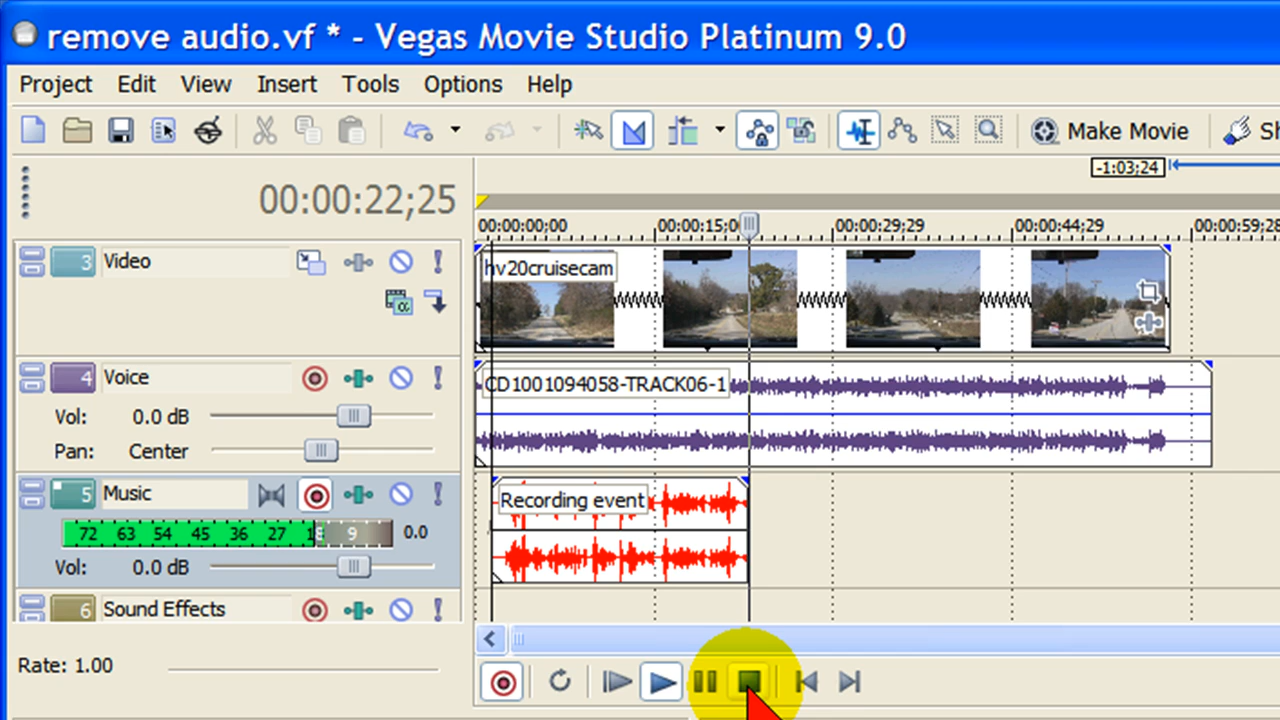 remove audio.vf * - Vegas Movie Studio Platinum 9.0
Project Edit View Insert Tools Options Help
Make Movie
-1:03;24
00:00:22;25
00:00:00;00 00:00:15;0 00:00:29;29 00:00:44;29 00:00:59;28
3 Video
hv20cruisecam
4 Voice
CD1001094058-TRACK06-1
Vol: 0.0 dB
Pan: Center
5 Music
Recording event
72 63 54 45 36 27 18 9 0.0
Vol: 0.0 dB
6 Sound Effects
Rate: 1.00